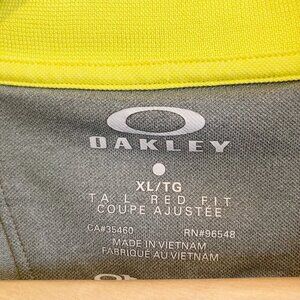 OAKLEY
XL/TG
TA L RED FIT
COUPE AJUSTÉE
CA#35460 RN#96548
MADE IN VIETNAM
FABRIQUÉ AU VIETNAM